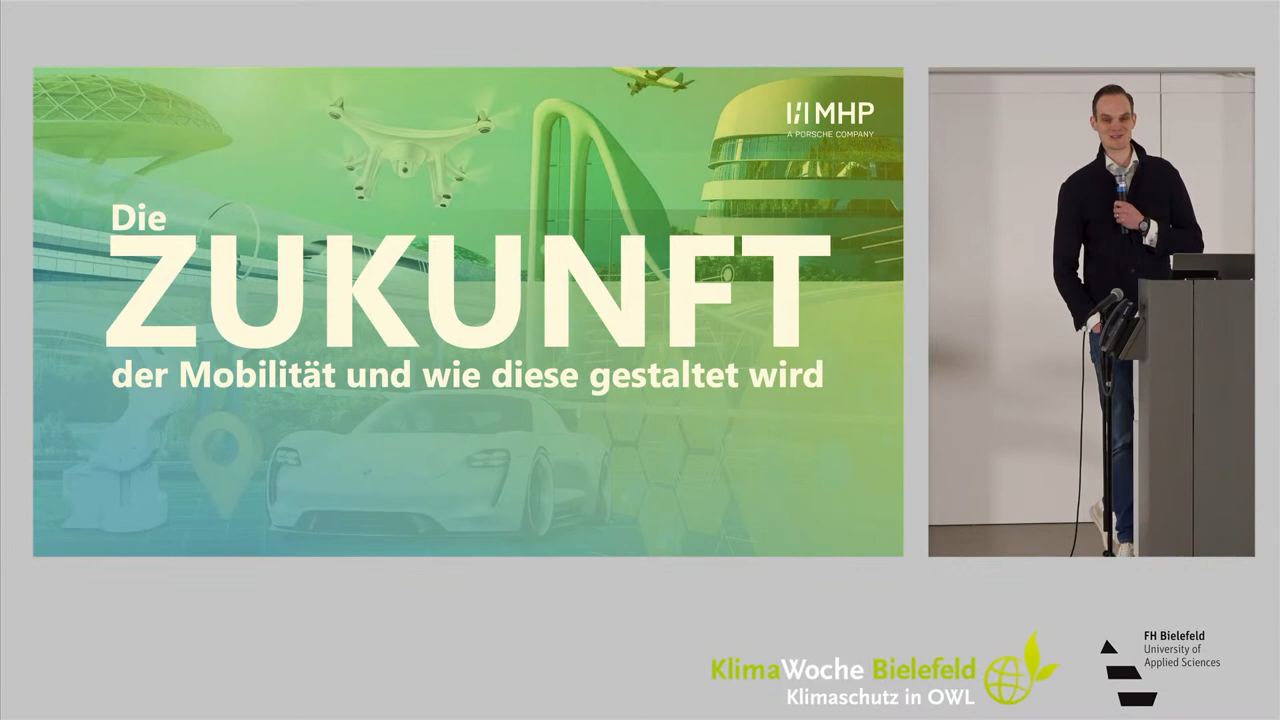 MHP
A PORSCHE COMPANY
Die
ZUKUNFT
der Mobilität und wie diese gestaltet wird
KlimaWoche Bielefeld
Klimaschutz in OWL
FH Bielefeld
University of
Applied Sciences